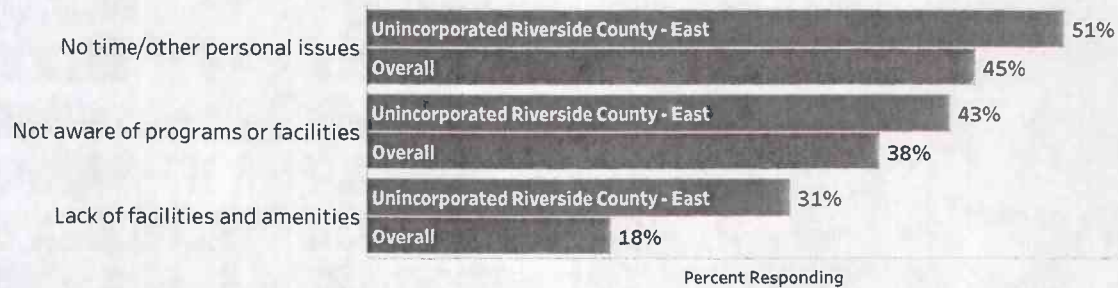 No time/other personal issues
Unincorporated Riverside County - East
51%
Overall
45%
Not aware of programs or facilities
Unincorporated Riverside County - East
43%
Overall
38%
Lack of facilities and amenities
Unincorporated Riverside County - East
31%
Overall
18%
Percent Responding